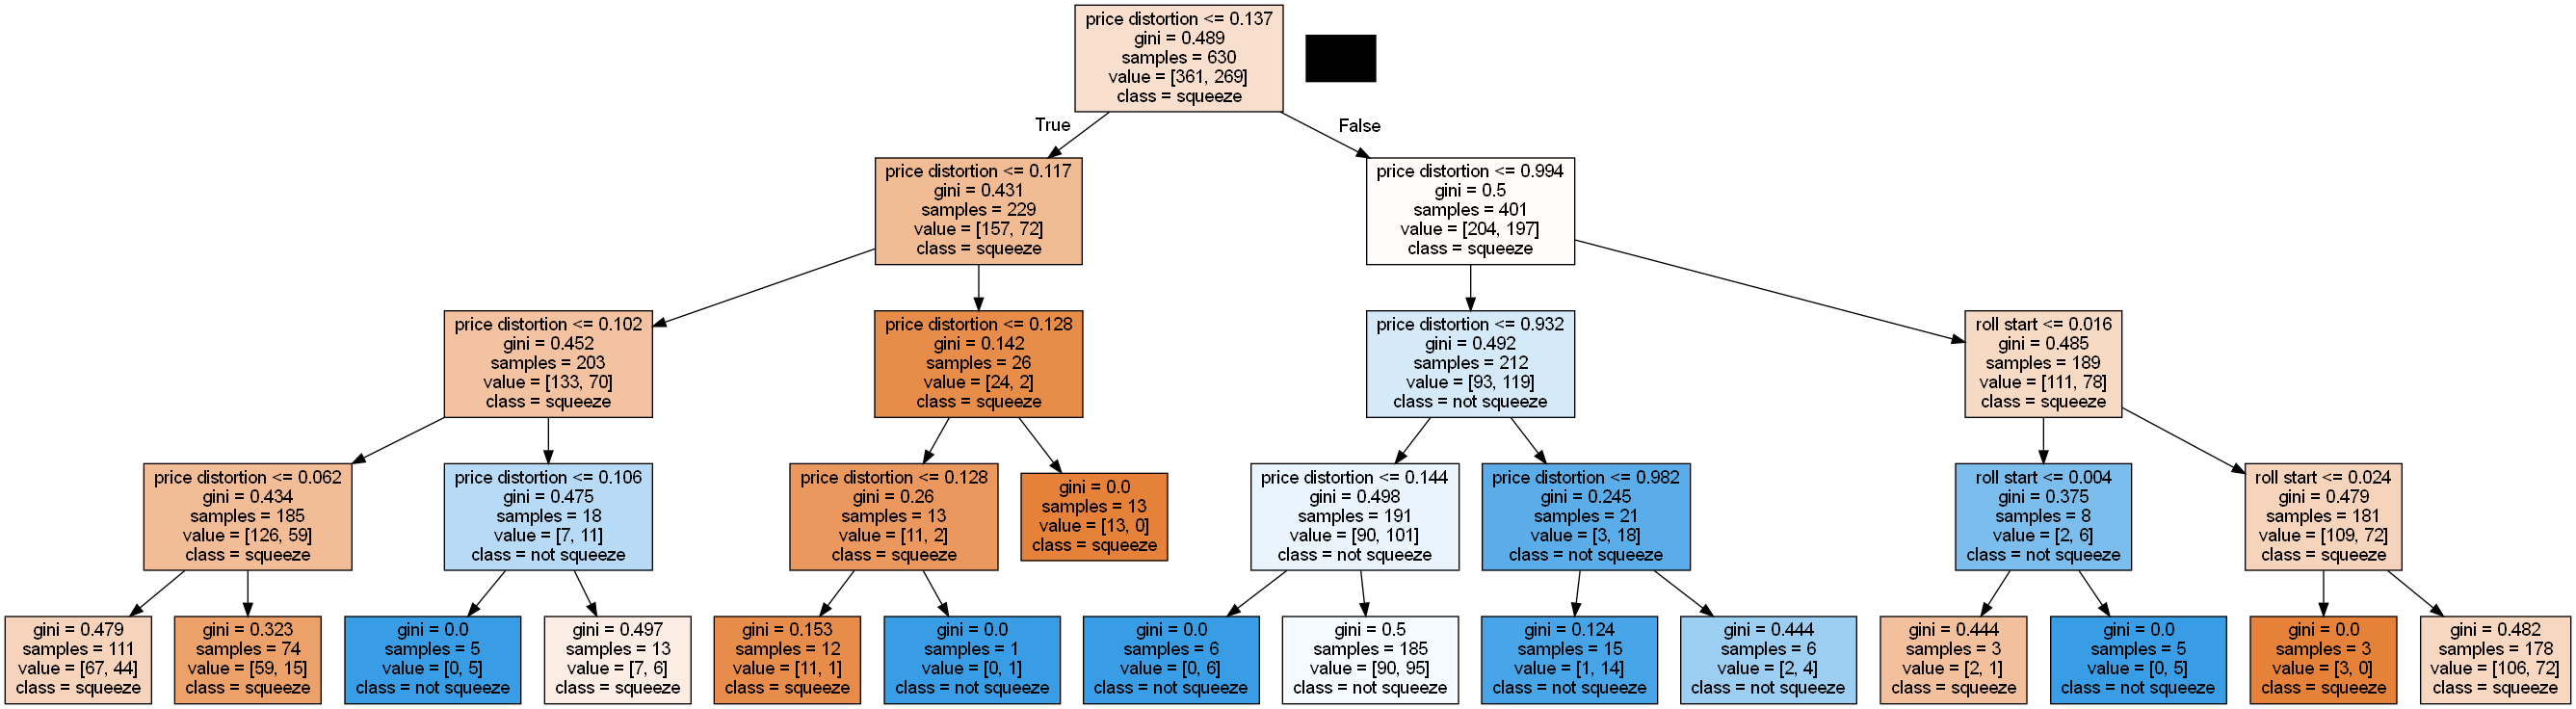 price distortion <= 0.137
gini = 0.489
samples = 630
value = [361, 269]
class = squeeze
True
False
price distortion <= 0.117
gini = 0.431
samples = 229
value = [157, 72]
class = squeeze
price distortion <= 0.994
gini = 0.5
samples = 401
value = [204, 197]
class = squeeze
price distortion <= 0.102
gini = 0.452
samples = 203
value = [133, 70]
class = squeeze
price distortion <= 0.128
gini = 0.142
samples = 26
value = [24, 2]
class = squeeze
price distortion <= 0.932
gini = 0.492
samples = 212
value = [93, 119]
class = not squeeze
roll start <= 0.016
gini = 0.485
samples = 189
value = [111, 78]
class = squeeze
price distortion <= 0.062
gini = 0.434
samples = 185
value = [126, 59]
class = squeeze
price distortion <= 0.106
gini = 0.475
samples = 18
value = [7, 11]
class = not squeeze
price distortion <= 0.128
gini = 0.26
samples = 13
value = [11, 2]
class = squeeze
gini = 0.0
samples = 13
value = [13, 0]
class = squeeze
price distortion <= 0.144
gini = 0.498
samples = 191
value = [90, 101]
class = not squeeze
price distortion <= 0.982
gini = 0.245
samples = 21
value = [3, 18]
class = not squeeze
roll start <= 0.004
gini = 0.375
samples = 8
value = [2, 6]
class = not squeeze
roll start <= 0.024
gini = 0.479
samples = 181
value = [109, 72]
class = squeeze
gini = 0.479
samples = 111
value = [67, 44]
class = squeeze
gini = 0.323
samples = 74
value = [59, 15]
class = squeeze
gini = 0.0
samples = 5
value = [0, 5]
class = not squeeze
gini = 0.497
samples = 13
value = [7, 6]
class = squeeze
gini = 0.153
samples = 12
value = [11, 1]
class = squeeze
gini = 0.0
samples = 1
value = [0, 1]
class = not squeeze
gini = 0.0
samples = 6
value = [0, 6]
class = not squeeze
gini = 0.5
samples = 185
value = [90, 95]
class = not squeeze
gini = 0.124
samples = 15
value = [1, 14]
class = not squeeze
gini = 0.444
samples = 6
value = [2, 4]
class = not squeeze
gini = 0.444
samples = 3
value = [2, 1]
class = squeeze
gini = 0.0
samples = 5
value = [0, 5]
class = not squeeze
gini = 0.0
samples = 3
value = [3, 0]
class = squeeze
gini = 0.482
samples = 178
value = [106, 72]
class = squeeze